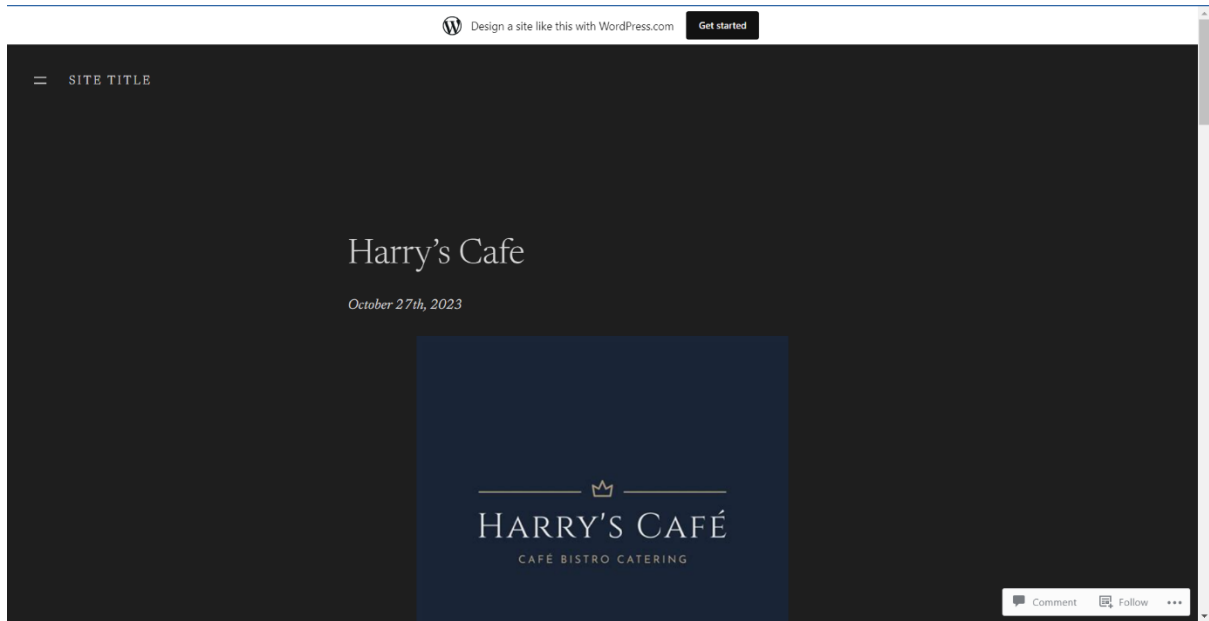 Design a site like this with WordPress.com Get started
SITE TITLE
Harry’s Cafe
October 27th, 2023
HARRY'S CAFÉ
CAFÉ BISTRO CATERING
Comment Follow